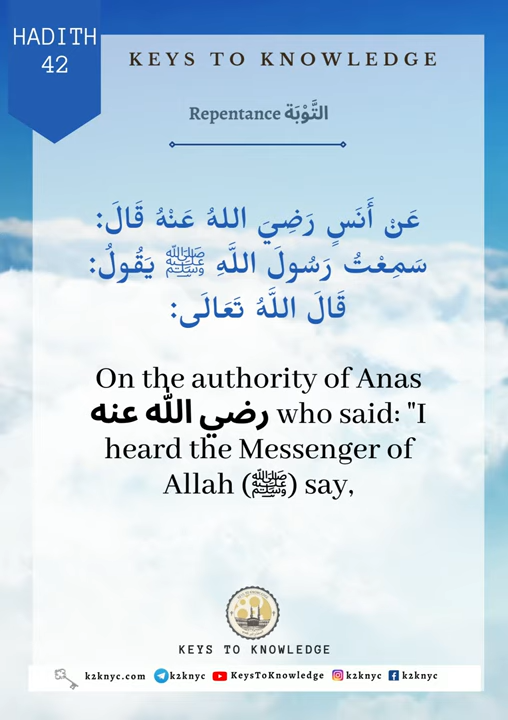 HADITH
42
KEYS TO KNOWLEDGE
Repentance التَّوْبَة
عَنْ أَنَسٍ رَضِيَ اللهُ عَنْهُ قَالَ:
سَمِعْتُ رَسُولَ اللَّهِ ﷺ يَقُولُ:
قَالَ اللَّهُ تَعَالَى:
On the authority of Anas
رضي الله عنه who said: "I
heard the Messenger of
Allah (ﷺ) say,
KEYS TO KNOWLEDGE
k2knyc.com k2knyc KeysToKnowledge k2knyc k2knyc